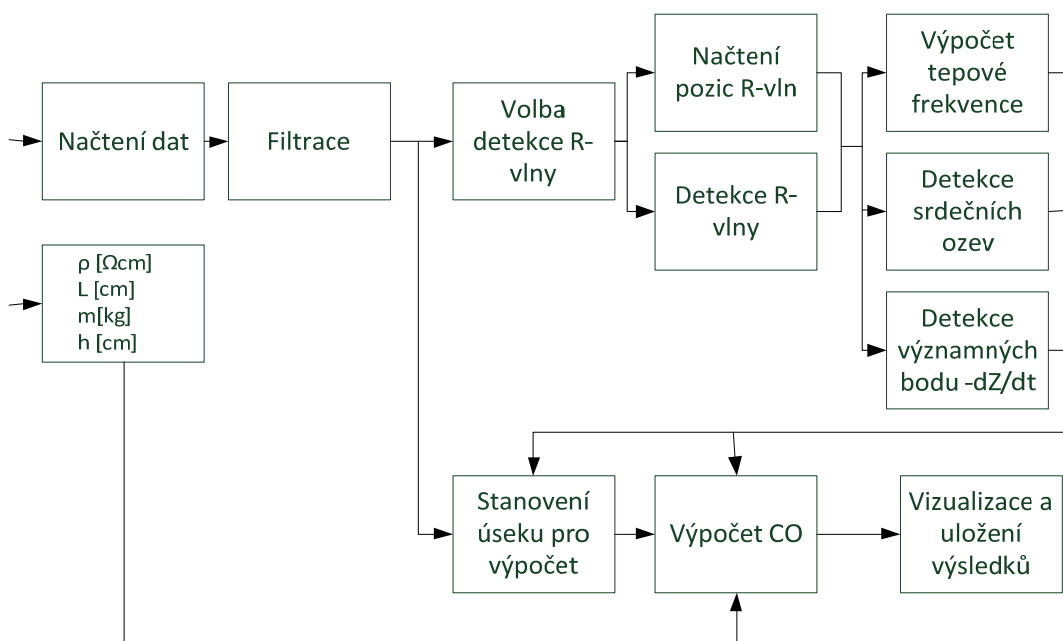 Načtení dat
Filtrace
Volba
detekce R-
vlny
Načtení
pozic R-vln
Detekce R-
vlny
Výpočet
tepové
frekvence
Detekce
srdečních
ozev
Detekce
významných
bodu -dZ/dt
ρ [Ωcm]
L [cm]
m[kg]
h [cm]
Stanovení
úseku pro
výpočet
Výpočet CO
Vizualizace a
uložení
výsledků